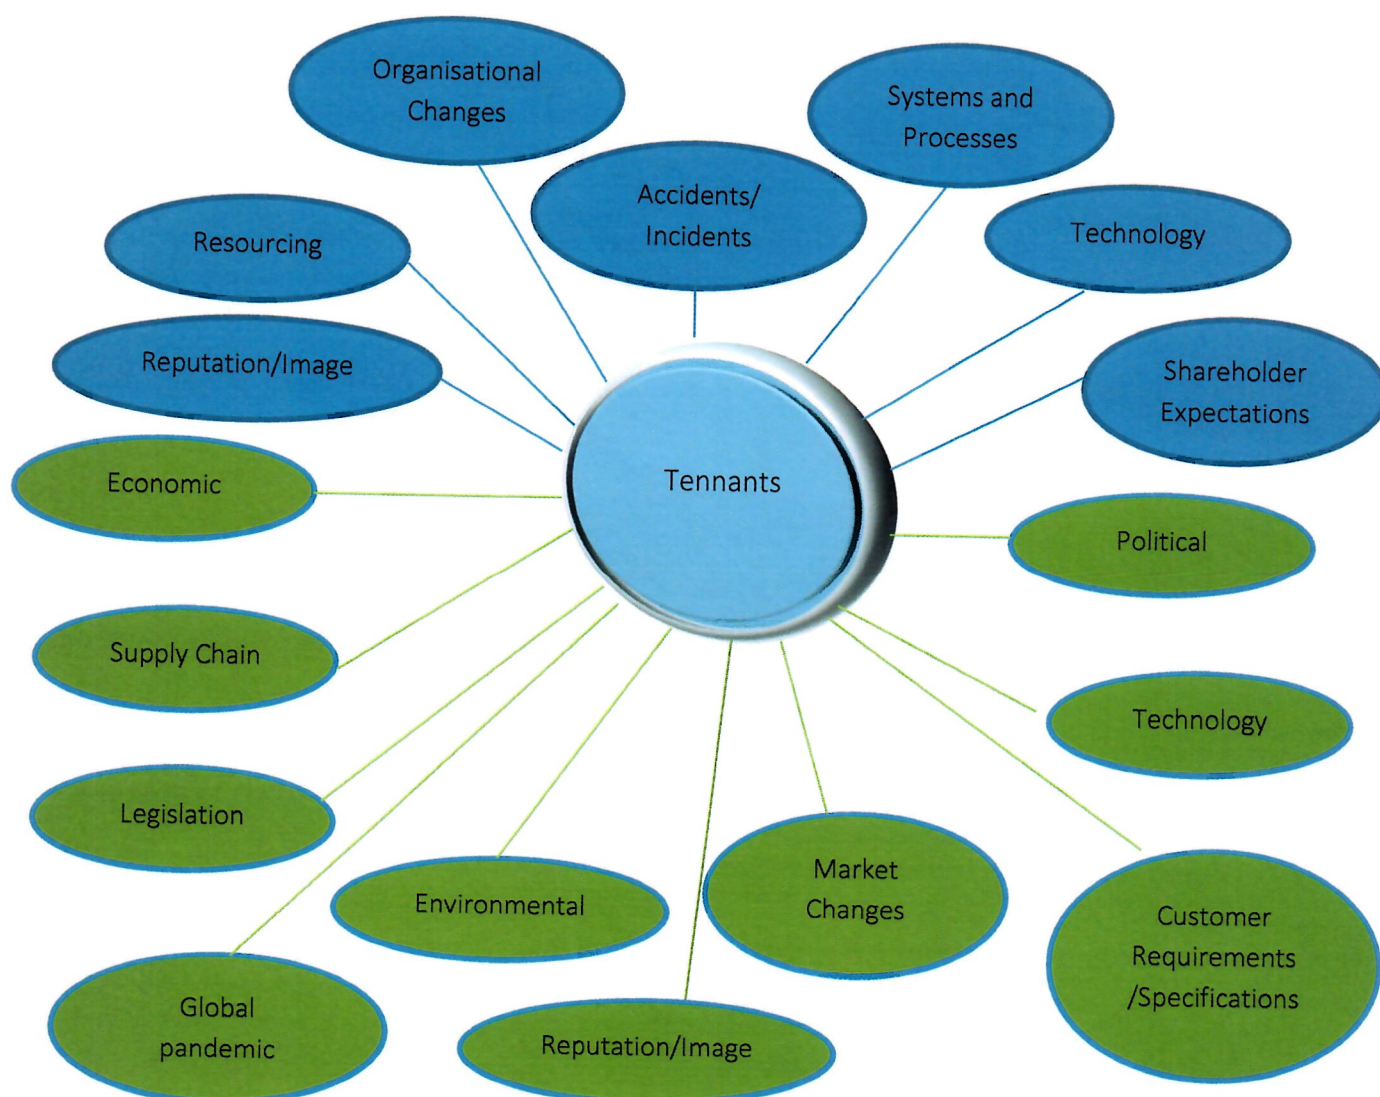 Organisational
Changes
Systems and
Processes
Accidents/
Incidents
Resourcing
Technology
Reputation/Image
Shareholder
Expectations
Economic
Tennants
Political
Supply Chain
Technology
Legislation
Environmental
Market
Changes
Customer
Requirements
/Specifications
Global
pandemic
Reputation/Image